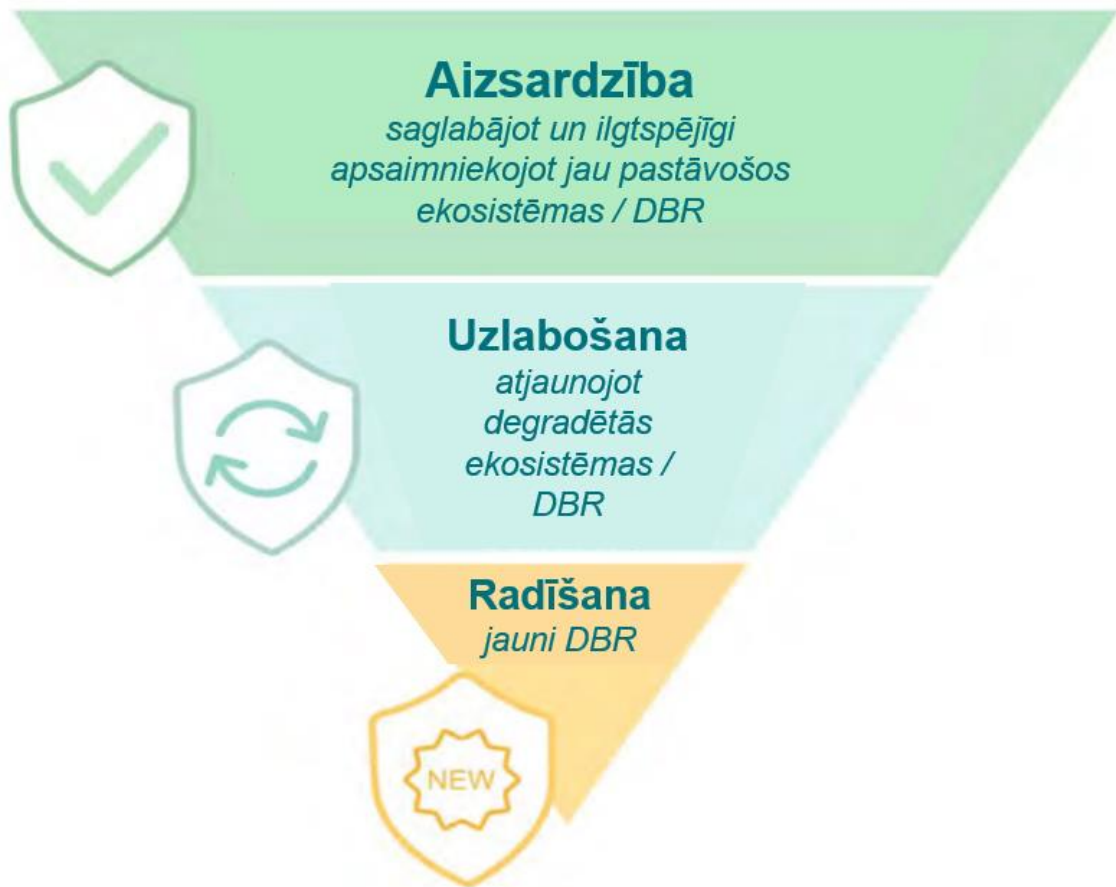 Aizsardzība
saglabājot un ilgtspējīgi
apsaimniekojot jau pastāvošos
ekosistēmas / DBR
Uzlabošana
atjaunojot
degradētās
ekosistēmas /
DBR
Radīšana
jauni DBR
NEW